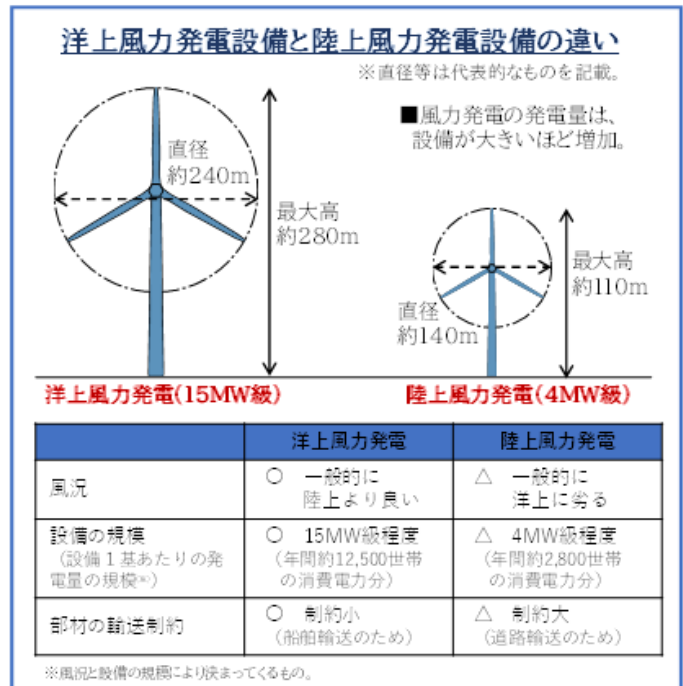 洋上風力発電設備と陸上風力発電設備の違い
※直径等は代表的なものを記載。
■風力発電の発電量は、
設備が大きいほど増加。
直径
約240m
最大高
約280m
最大高
約110m
直径
約140m
洋上風力発電(15MW級)
陸上風力発電(4MW級)
洋上風力発電
陸上風力発電
風況
○ 一般的に
陸上より良い
△ 一般的に
洋上に劣る
設備の規模
(設備1基あたりの発
電量の規模※)
○ 15MW級程度
(年間約12,500世帯
の消費電力分)
△ 4MW級程度
(年間約2,800世帯
の消費電力分)
部材の輸送制約
○ 制約小
(船舶輸送のため)
△ 制約大
(道路輸送のため)
※風況と設備の規模により決まってくるもの。